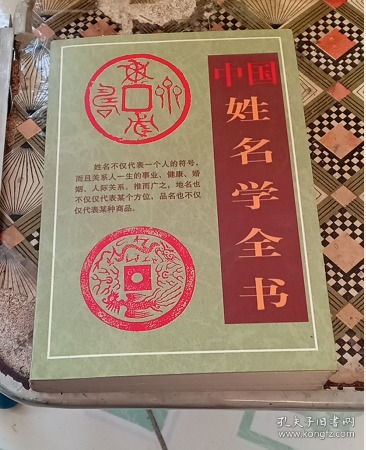 中国
姓名学全书
姓名不仅代表一个人的符号，
而且关系人一生的事业、健康、婚
姻、人际关系。推而广之，地名也
不仅仅代表某个方位，品名也不仅
仅代表某种商品。
孔夫子旧书网
www.kongfz.com